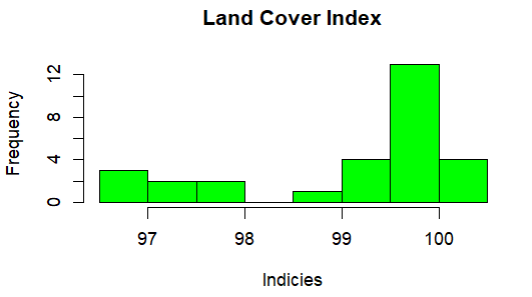 Land Cover Index
Frequency
12
8
4
0
97 98 99 100
Indicies